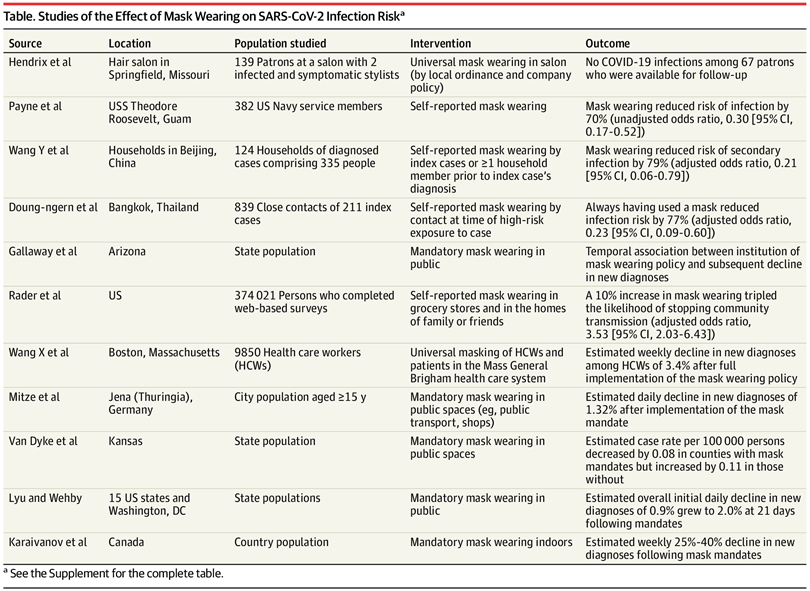 Table. Studies of the Effect of Mask Wearing on SARS-CoV-2 Infection Riskª
Source Location Population studied Intervention Outcome
Hendrix et al Hair salon in 139 Patrons at a salon with 2 Universal mask wearing in salon No COVID-19 infections among 67 patrons
Springfield, Missouri infected and symptomatic stylists (by local ordinance and company who were available for follow-up
policy)
Payne et al USS Theodore 382 US Navy service members Self-reported mask wearing Mask wearing reduced risk of infection by
Roosevelt, Guam 70% (unadjusted odds ratio, 0.30 [95% CI,
0.17-0.52])
Wang Y et al Households in Beijing, 124 Households of diagnosed Self-reported mask wearing by Mask wearing reduced risk of secondary
China cases comprising 335 people index cases or ≥1 household infection by 79% (adjusted odds ratio, 0.21
member prior to index case's [95% CI, 0.06-0.79])
diagnosis
Doung-ngern et al Bangkok, Thailand 839 Close contacts of 211 index Self-reported mask wearing by Always having used a mask reduced
cases contact at time of high-risk infection risk by 77% (adjusted odds ratio,
exposure to case 0.23 [95% CI, 0.09-0.60])
Gallaway et al Arizona State population Mandatory mask wearing in Temporal association between institution of
public mask wearing policy and subsequent decline
in new diagnoses
Rader et al US 374 021 Persons who completed Self-reported mask wearing in A 10% increase in mask wearing tripled
web-based surveys grocery stores and in the homes the likelihood of stopping community
of family or friends transmission (adjusted odds ratio,
3.53 [95% CI, 2.03-6.43])
Wang X et al Boston, Massachusetts 9850 Health care workers Universal masking of HCWs and Estimated weekly decline in new diagnoses
(HCWs) patients in the Mass General among HCWs of 3.4% after full
Brigham health care system implementation of the mask wearing policy
Mitze et al Jena (Thuringia), City population aged ≥15 y Mandatory mask wearing in Estimated daily decline in new diagnoses of
Germany public spaces (eg, public 1.32% after implementation of the mask
transport, shops) mandate
Van Dyke et al Kansas State population Mandatory mask wearing in Estimated case rate per 100 000 persons
public spaces decreased by 0.08 in counties with mask
mandates but increased by 0.11 in those
without
Lyu and Wehby 15 US states and State populations Mandatory mask wearing in Estimated overall initial daily decline in new
Washington, DC public diagnoses of 0.9% grew to 2.0% at 21 days
following mandates
Karaivanov et al Canada Country population Mandatory mask wearing indoors Estimated weekly 25%-40% decline in new
diagnoses following mask mandates
ª See the Supplement for the complete table.